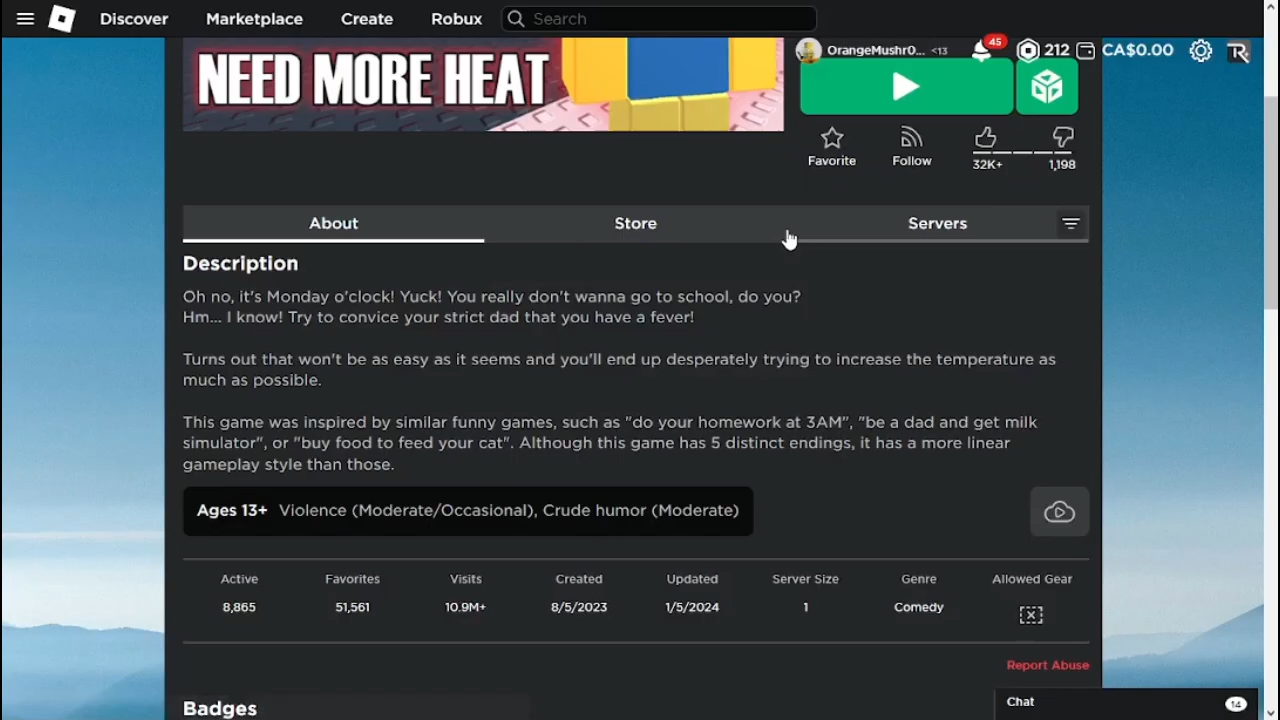 Discover Marketplace Create Robux Search
NEED MORE HEAT
OrangeMushr0... <13 45 212 CA$0.00
Favorite Follow 32K+ 1,198
About Store Servers
Description
Oh no, it's Monday o'clock! Yuck! You really don't wanna go to school, do you?
Hm... I know! Try to convice your strict dad that you have a fever!
Turns out that won't be as easy as it seems and you'll end up desperately trying to increase the temperature as
much as possible.
This game was inspired by similar funny games, such as "do your homework at 3AM", "be a dad and get milk
simulator", or "buy food to feed your cat". Although this game has 5 distinct endings, it has a more linear
gameplay style than those.
Ages 13+ Violence (Moderate/Occasional), Crude humor (Moderate)
Active Favorites Visits Created Updated Server Size Genre Allowed Gear
8,865 51,561 10.9M+ 8/5/2023 1/5/2024 1 Comedy
Report Abuse
Badges
Chat 14